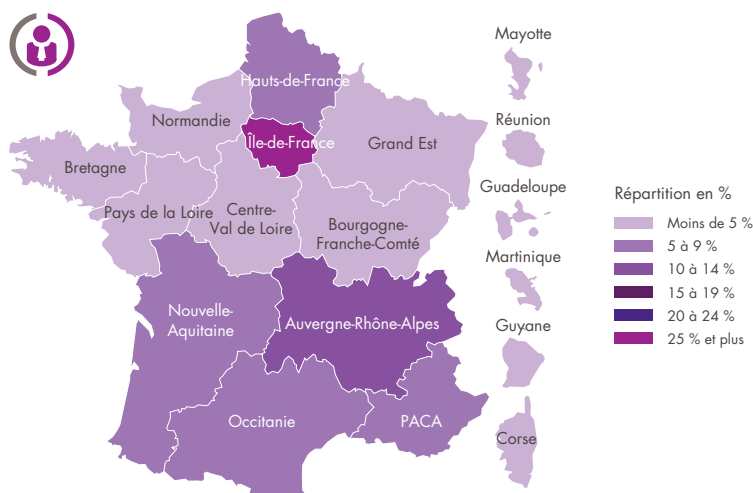 Hauts-de-France
Normandie
Île-de-France
Grand Est
Bretagne
Pays de la Loire
Centre-
Val de Loire
Bourgogne-
Franche-Comté
Nouvelle-
Aquitaine
Auvergne-Rhône-Alpes
Occitanie
PACA
Mayotte
Réunion
Guadeloupe
Martinique
Guyane
Corse
Répartition en %
Moins de 5 %
5 à 9 %
10 à 14 %
15 à 19 %
20 à 24 %
25 % et plus